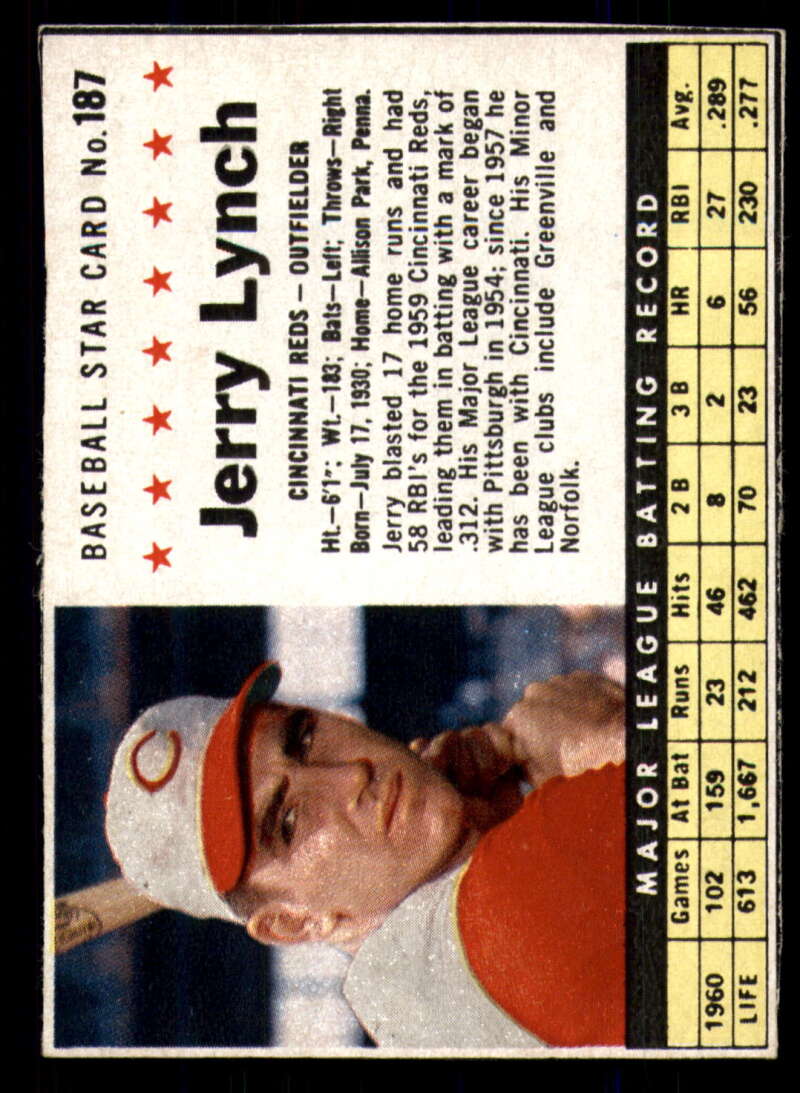 BASEBALL STAR CARD No. 187
Jerry Lynch
CINCINNATI REDS – OUTFIELDER
Ht.–6'1"; Wt.–183; Bats–Left; Throws–Right
Born–July 17, 1930; Home–Allison Park, Penna.
Jerry blasted 17 home runs and had
58 RBI's for the 1959 Cincinnati Reds,
leading them in batting with a mark of
.312. His Major League career began
with Pittsburgh in 1954; since 1957 he
has been with Cincinnati. His Minor
League clubs include Greenville and
Norfolk.
C
MAJOR LEAGUE BATTING RECORD
Games At Bat Runs Hits 2 B 3 B HR RBI Avg.
1960 102 159 23 46 8 2 6 27 .289
LIFE 613 1,667 212 462 70 23 56 230 .277